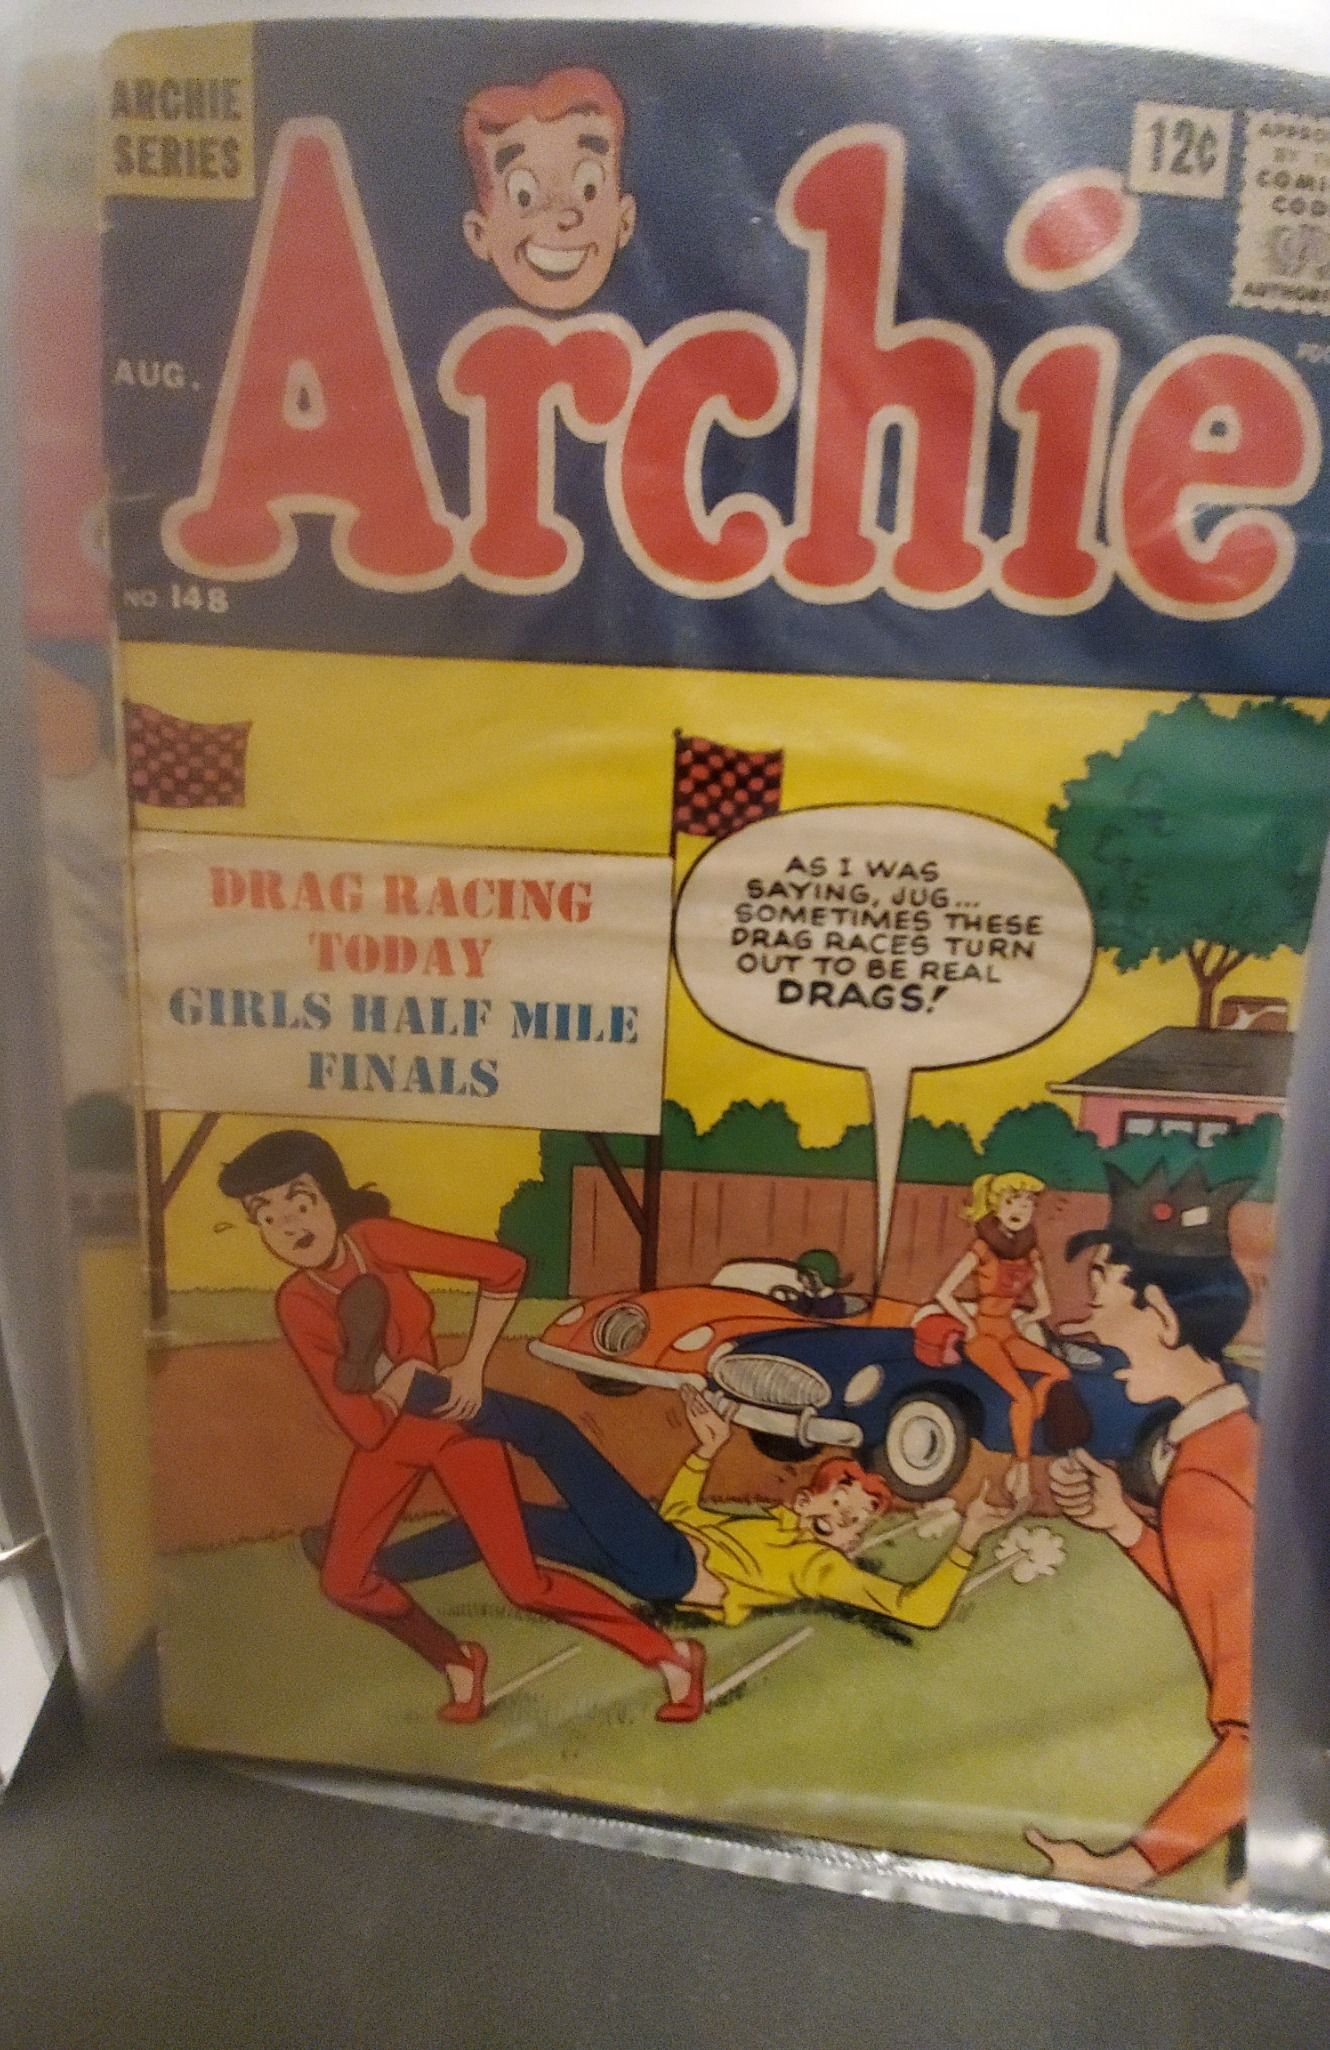 ARCHIE
SERIES
Archie
12¢
AUG.
NO. 148
DRAG RACING
TODAY
GIRLS HALF MILE
FINALS
AS I WAS
SAYING, JUG...
SOMETIMES THESE
DRAG RACES TURN
OUT TO BE REAL
DRAGS!